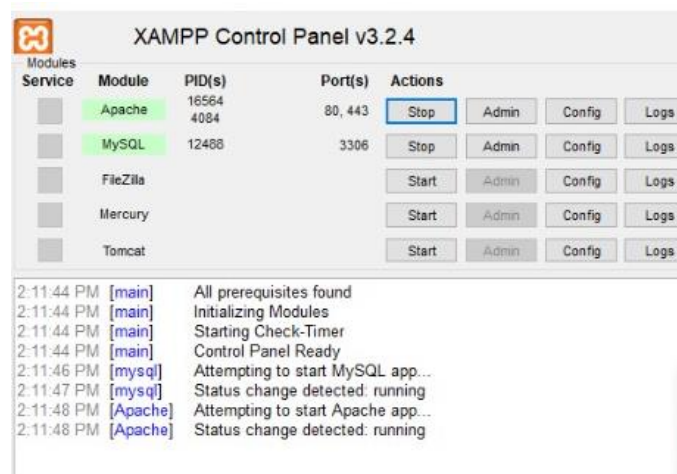 XAMPP Control Panel v3.2.4
Modules
Service Module PID(s) Port(s) Actions
Apache 16564 4084 80, 443 Stop Admin Config Logs
MySQL 12488 3306 Stop Admin Config Logs
FileZilla Start Admin Config Logs
Mercury Start Admin Config Logs
Tomcat Start Admin Config Logs
2:11:44 PM [main] All prerequisites found
2:11:44 PM [main] Initializing Modules
2:11:44 PM [main] Starting Check-Timer
2:11:44 PM [main] Control Panel Ready
2:11:46 PM [mysql] Attempting to start MySQL app...
2:11:47 PM [mysql] Status change detected: running
2:11:48 PM [Apache] Attempting to start Apache app...
2:11:48 PM [Apache] Status change detected: running